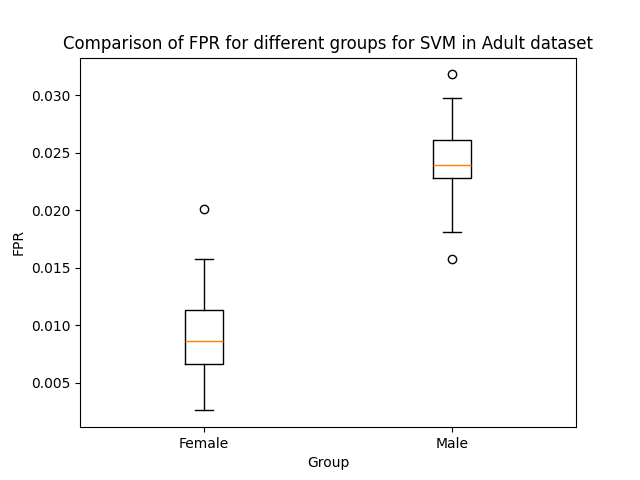 Comparison of FPR for different groups for SVM in Adult dataset
0.030
0.025
0.020
0.015
0.010
0.005
FPR
Female
Male
Group